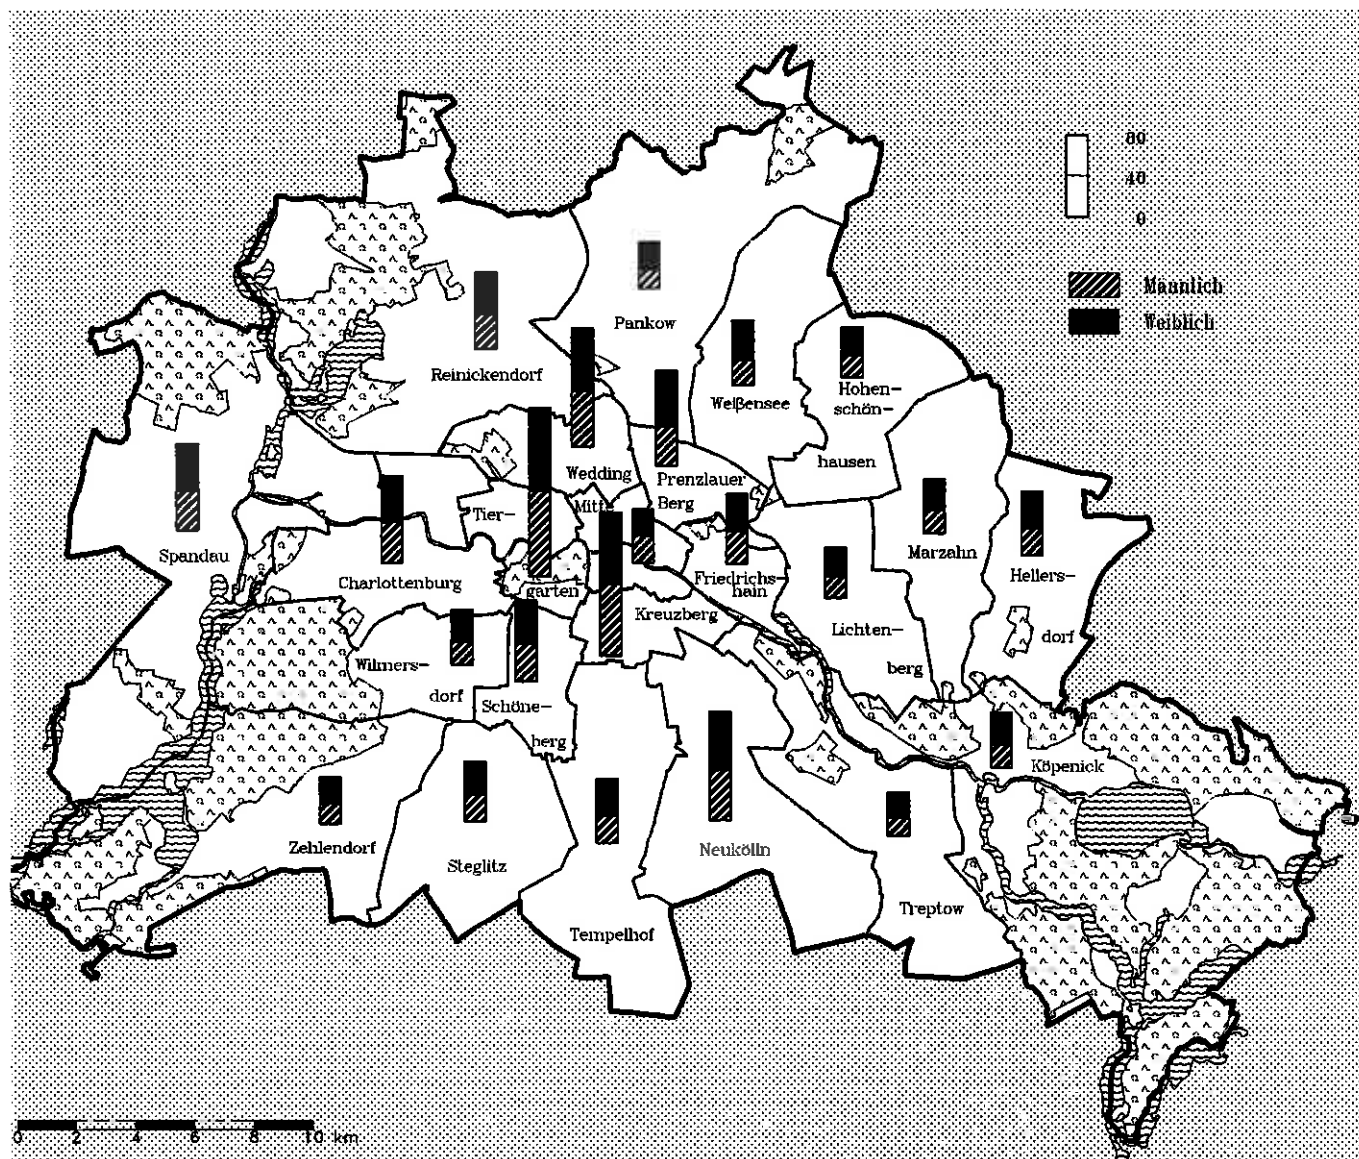 80
40
0
Mannlich
Weiblich
Pankow
Reinickendorf
Weißensee
Hohen-
schön-
hausen
Wedding
Prenzlauer
Berg
Mitte
Tier-
garten
Spandau
Charlottenburg
Marzahn
Hellers-
dorf
Friedrichs-
hain
Kreuzberg
Lichten-
berg
Wilmers-
dorf
Schöne-
berg
Köpenick
Zehlendorf
Steglitz
Neukölln
Treptow
Tempelhof
0 2 4 6 8 10 km